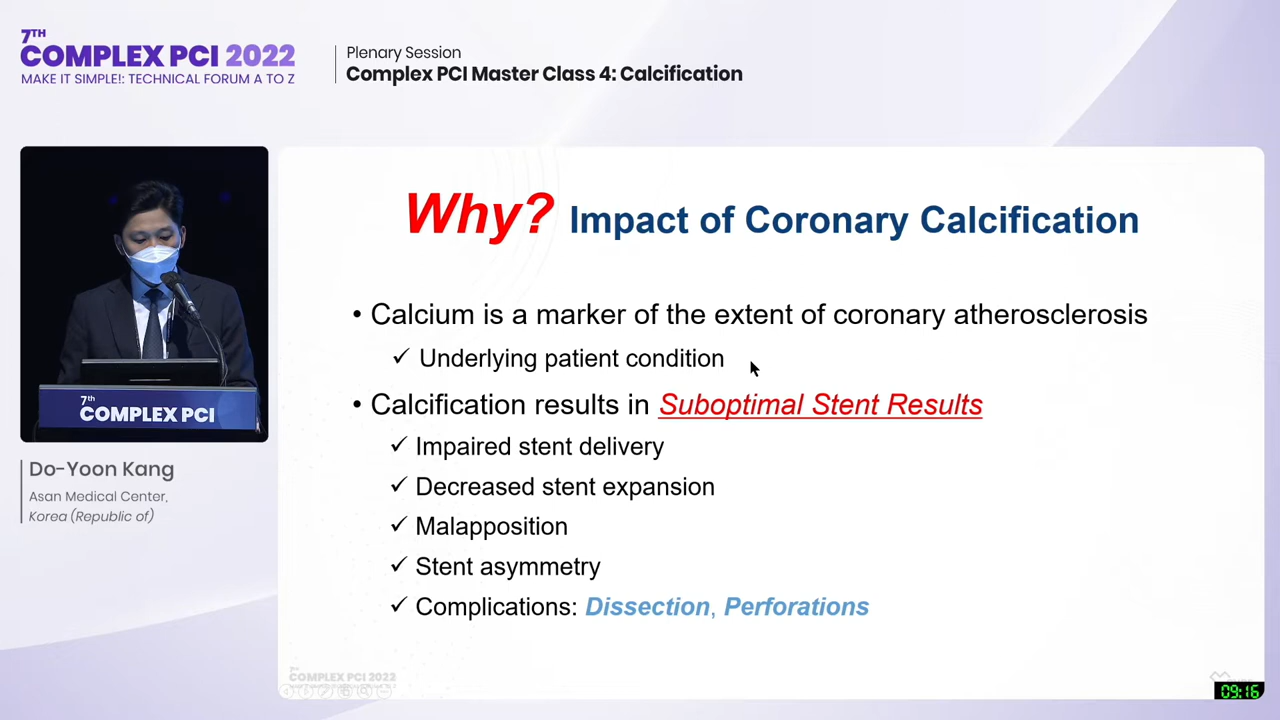 7TH
COMPLEX PCI 2022
MAKE IT SIMPLE!: TECHNICAL FORUM A TO Z
Plenary Session
Complex PCI Master Class 4: Calcification
7th
COMPLEX PCI
Do-Yoon Kang
Asan Medical Center,
Korea (Republic of)
Why? Impact of Coronary Calcification
• Calcium is a marker of the extent of coronary atherosclerosis
✓ Underlying patient condition
• Calcification results in Suboptimal Stent Results
✓ Impaired stent delivery
✓ Decreased stent expansion
✓ Malapposition
✓ Stent asymmetry
✓ Complications: Dissection, Perforations
7TH
COMPLEX PCI 2022
09:16